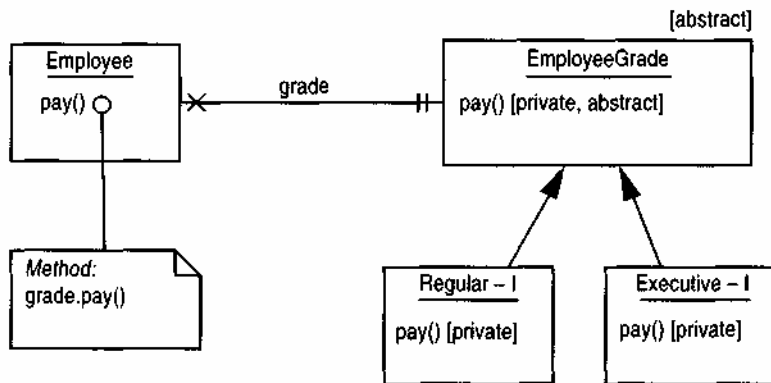 [abstract]
Employee
pay()
grade
EmployeeGrade
pay() [private, abstract]
Method:
grade.pay()
Regular – I
pay() [private]
Executive – I
pay() [private]